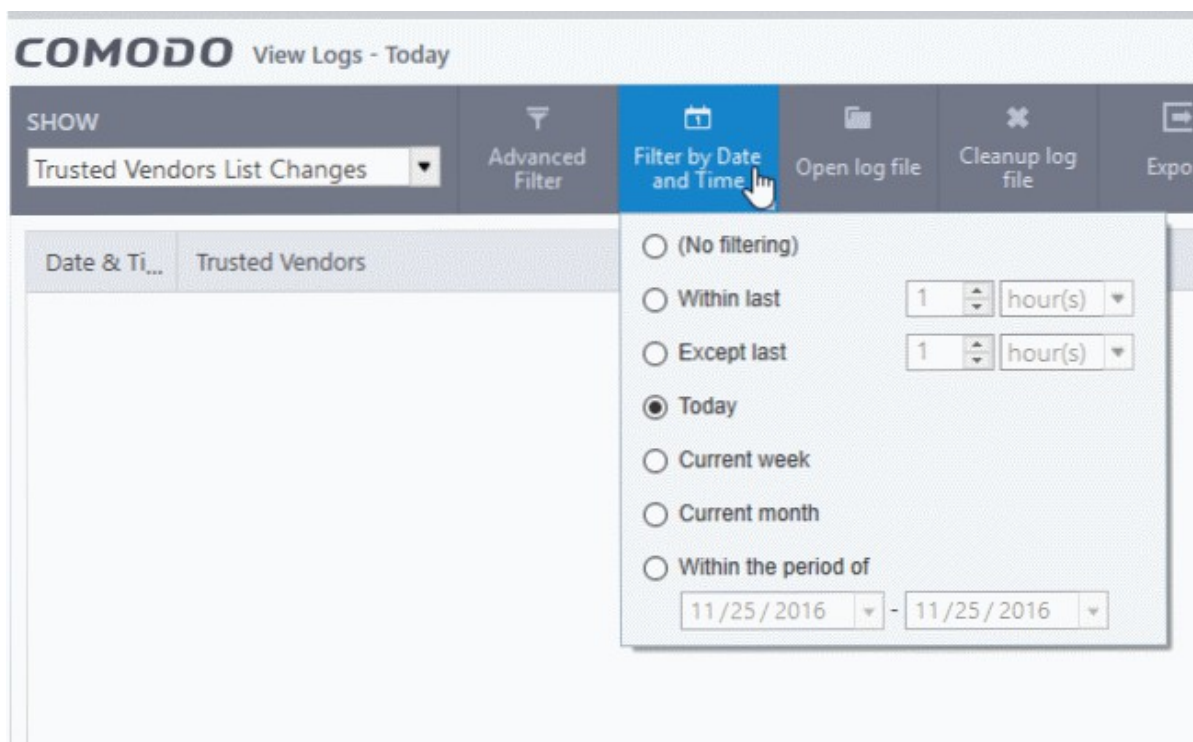 COMODO View Logs - Today
SHOW
Trusted Vendors List Changes
Advanced
Filter
Filter by Date
and Time
Open log file
Cleanup log
file
Expo
Date & Ti...
Trusted Vendors
(No filtering)
Within last 1 hour(s)
Except last 1 hour(s)
Today
Current week
Current month
Within the period of
11/25/2016 - 11/25/2016